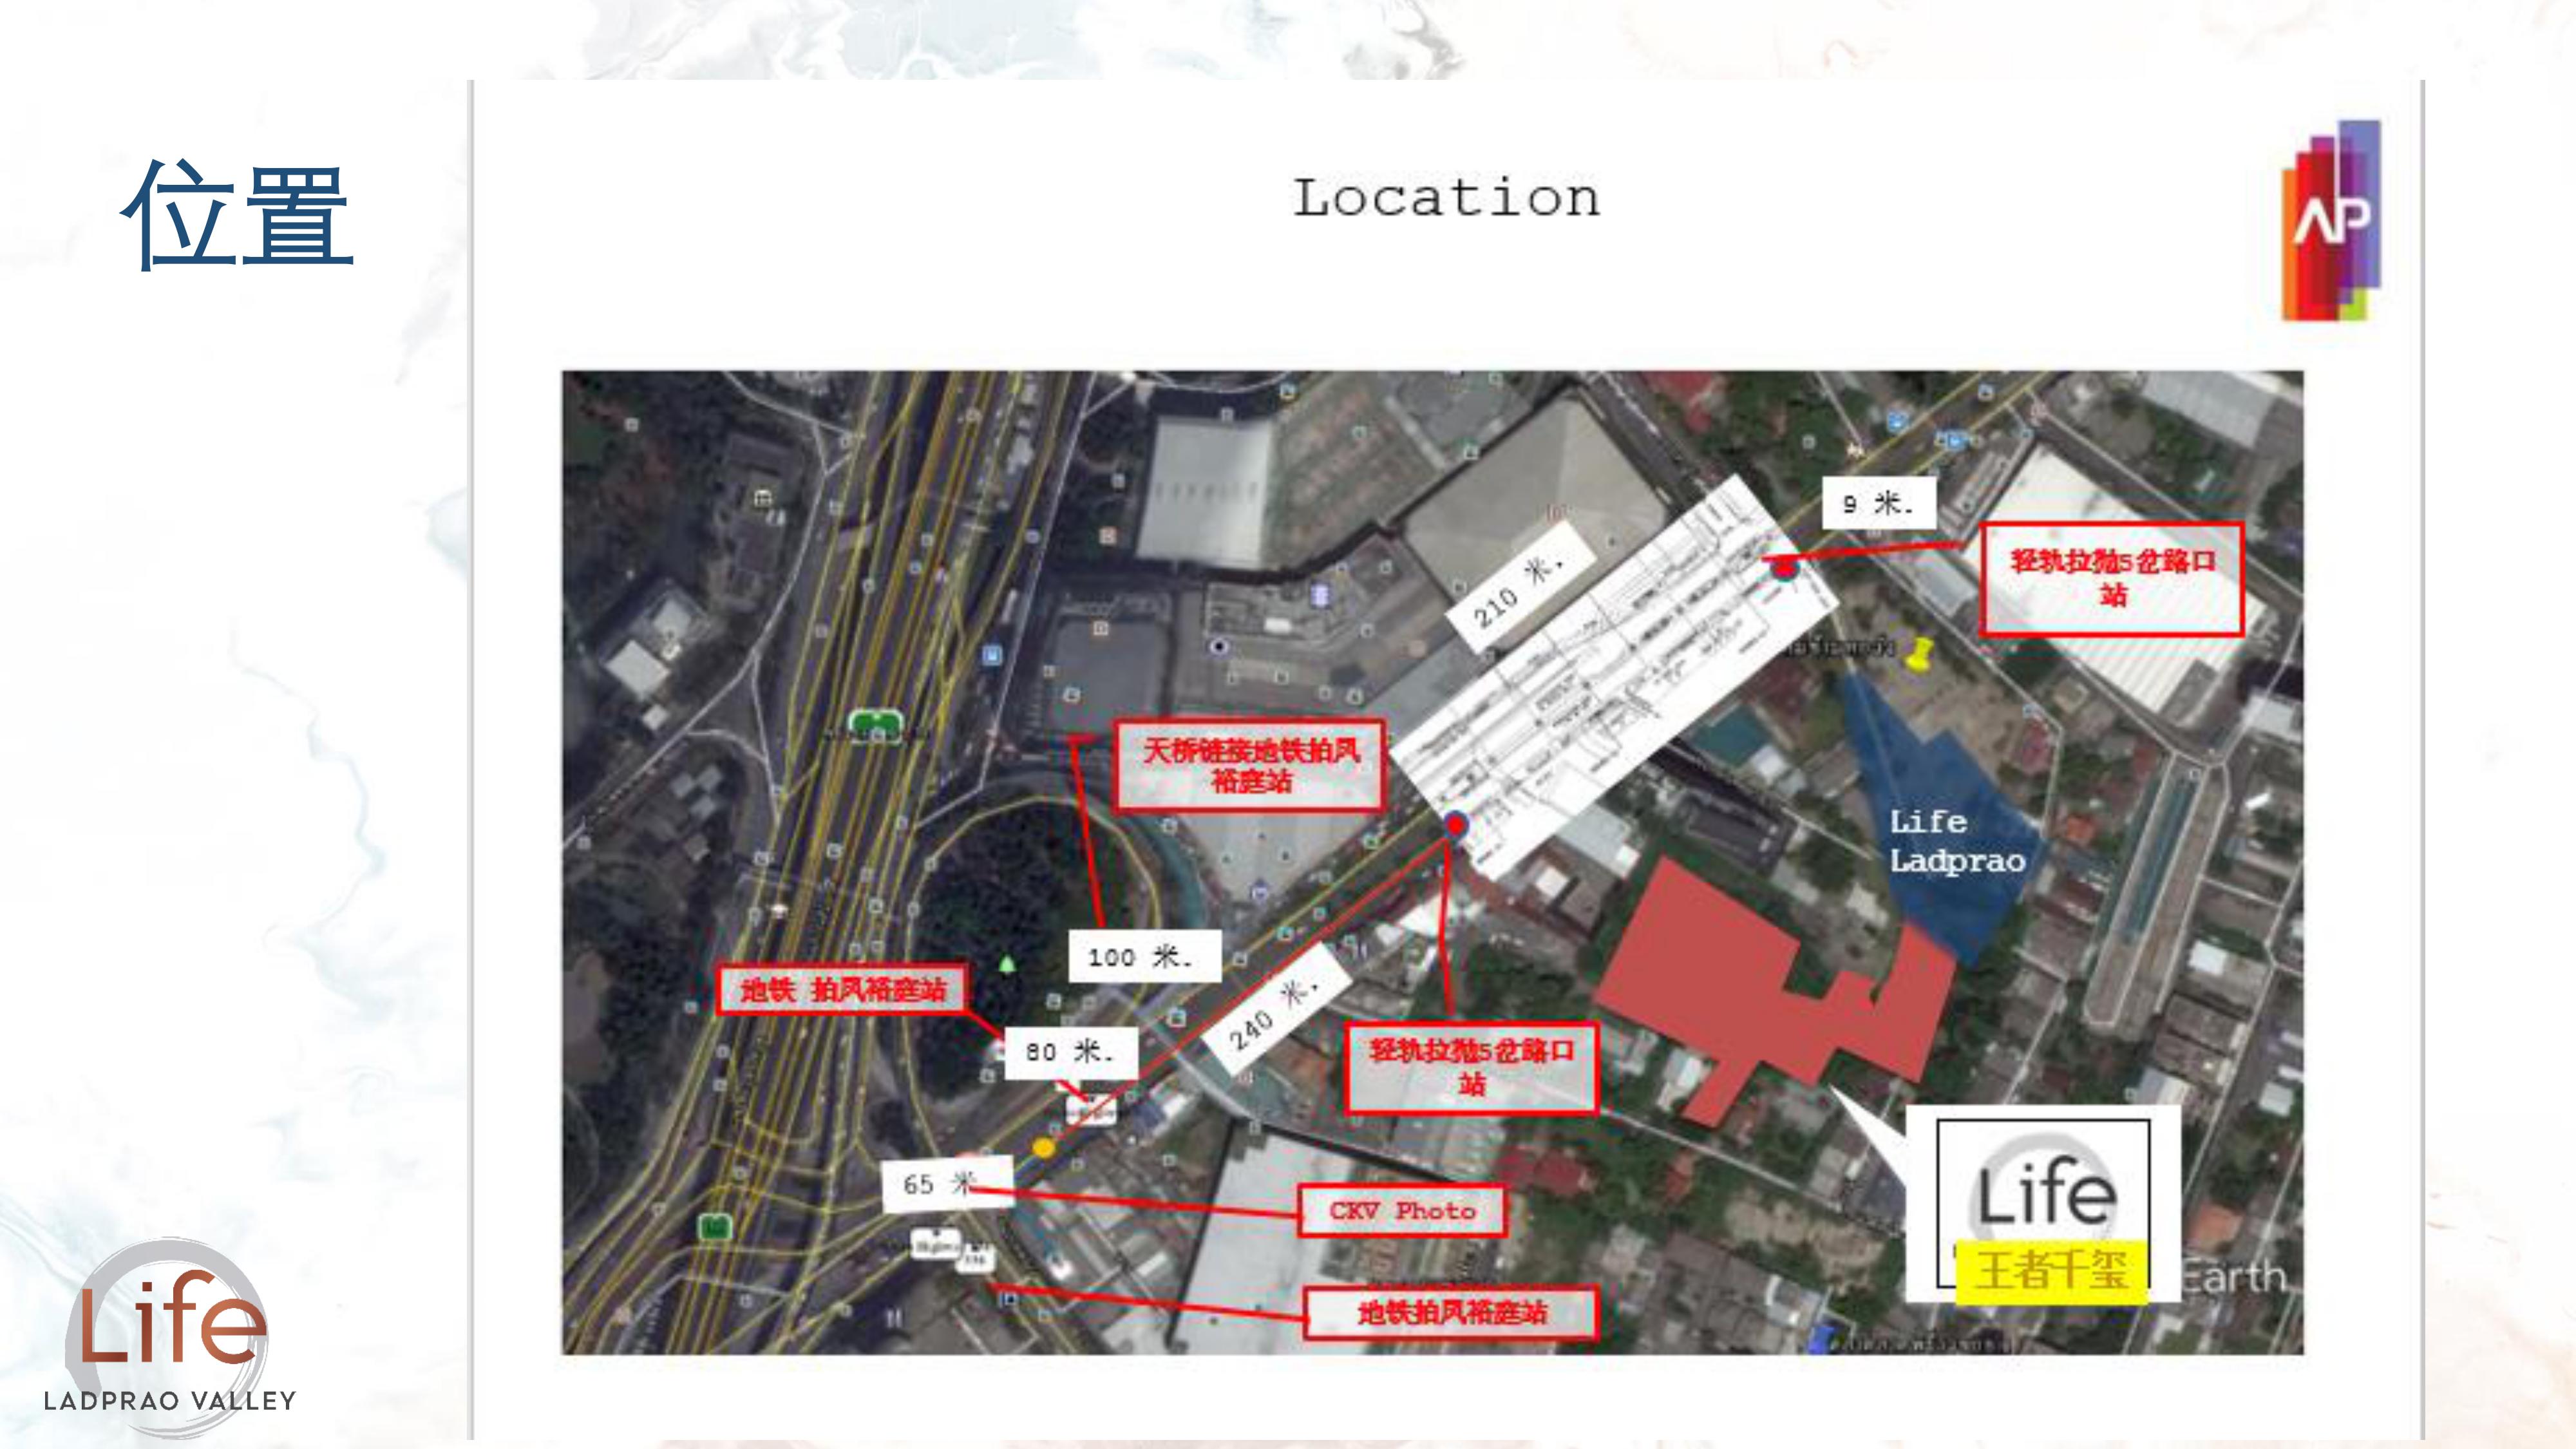 位置
Location
AP
9 米.
轻轨拉抛5岔路口
站
210 米.
天桥链接地铁拍风
裕庭站
Life
Ladprao
100 米.
地铁 拍风裕庭站
240 米.
80 米.
轻轨拉抛5岔路口
站
65 米
CKV Photo
地铁拍风裕庭站
Life
王者千玺
Earth
Life
LADPRAO VALLEY